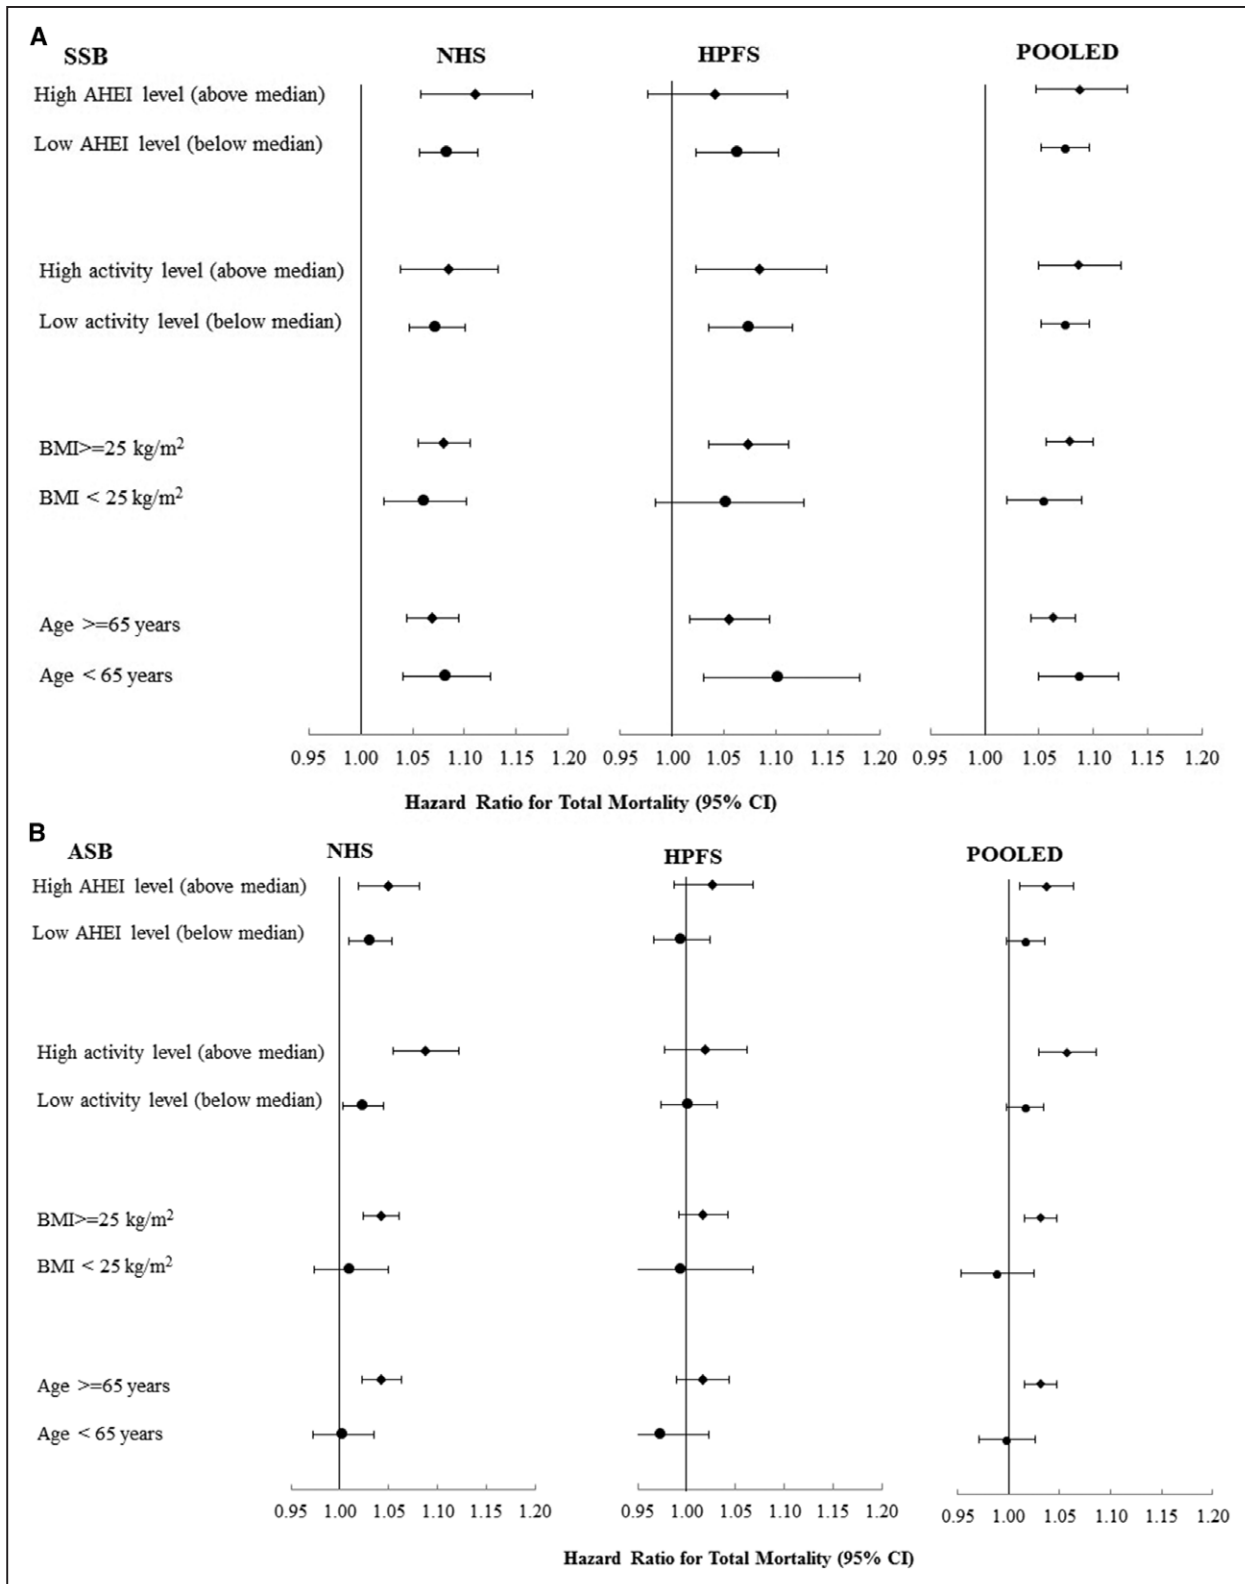 A
SSB NHS HPFS POOLED
High AHEI level (above median)
Low AHEI level (below median)
High activity level (above median)
Low activity level (below median)
BMI>=25 kg/m²
BMI < 25 kg/m²
Age >=65 years
Age < 65 years
0.95 1.00 1.05 1.10 1.15 1.20 0.95 1.00 1.05 1.10 1.15 1.20 0.95 1.00 1.05 1.10 1.15 1.20
Hazard Ratio for Total Mortality (95% CI)
B
ASB NHS HPFS POOLED
High AHEI level (above median)
Low AHEI level (below median)
High activity level (above median)
Low activity level (below median)
BMI>=25 kg/m²
BMI < 25 kg/m²
Age >=65 years
Age < 65 years
0.95 1.00 1.05 1.10 1.15 1.20 0.95 1.00 1.05 1.10 1.15 1.20 0.95 1.00 1.05 1.10 1.15 1.20
Hazard Ratio for Total Mortality (95% CI)